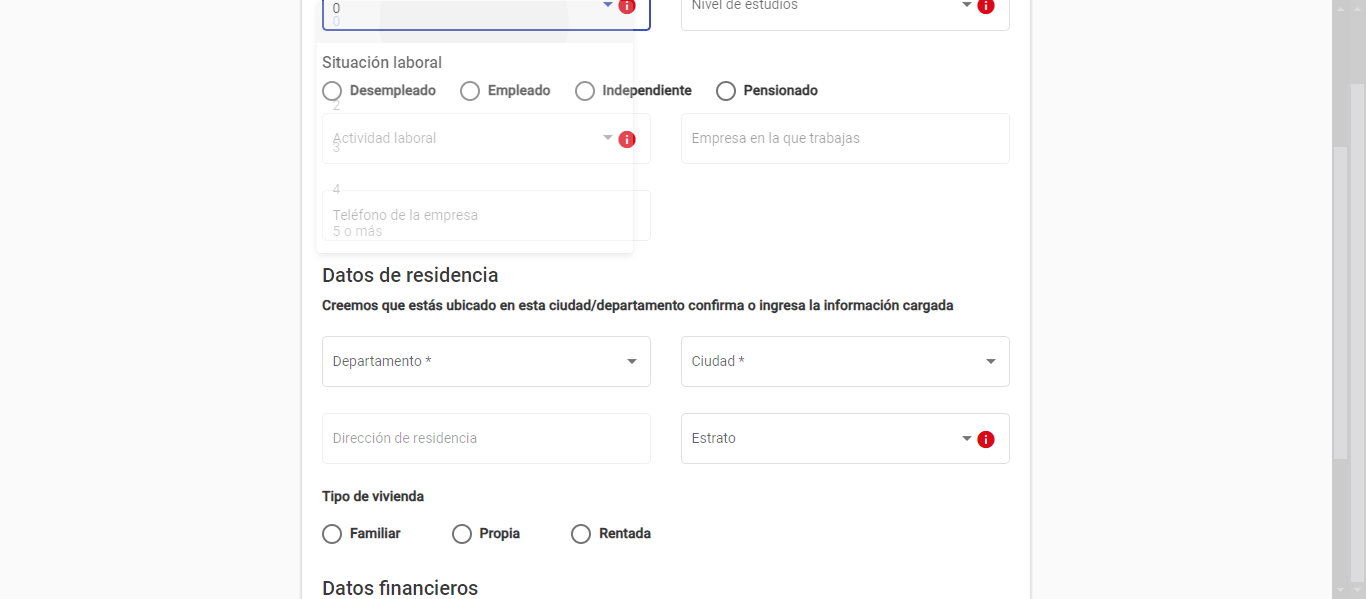 0
Nivel de estudios
0
Situación laboral
Desempleado Empleado Independiente Pensionado
2
Actividad laboral
Empresa en la que trabajas
3
4
Teléfono de la empresa
5 o más
Datos de residencia
Creemos que estás ubicado en esta ciudad/departamento confirma o ingresa la información cargada
Departamento *
Ciudad *
Dirección de residencia
Estrato
Tipo de vivienda
Familiar Propia Rentada
Datos financieros